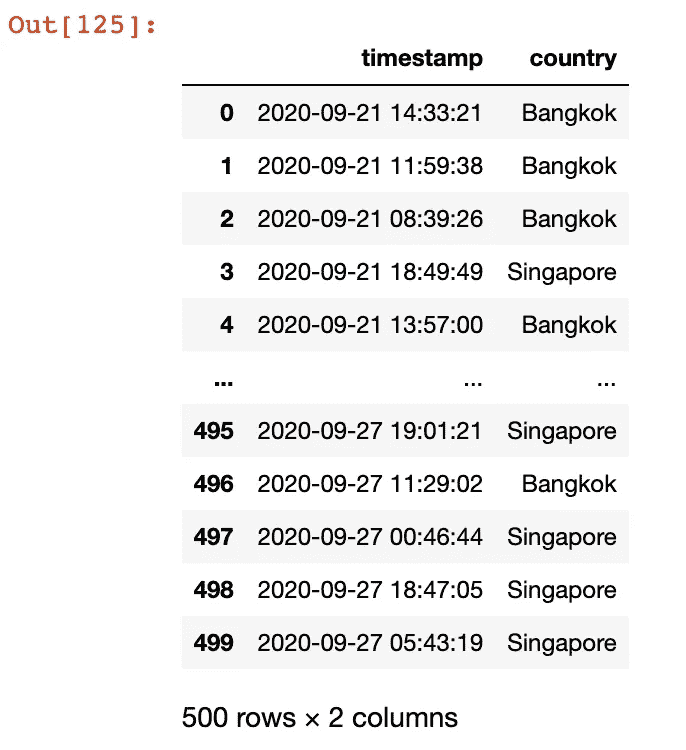 Out[125]:
timestamp country
0 2020-09-21 14:33:21 Bangkok
1 2020-09-21 11:59:38 Bangkok
2 2020-09-21 08:39:26 Bangkok
3 2020-09-21 18:49:49 Singapore
4 2020-09-21 13:57:00 Bangkok
... ... ...
495 2020-09-27 19:01:21 Singapore
496 2020-09-27 11:29:02 Bangkok
497 2020-09-27 00:46:44 Singapore
498 2020-09-27 18:47:05 Singapore
499 2020-09-27 05:43:19 Singapore
500 rows × 2 columns